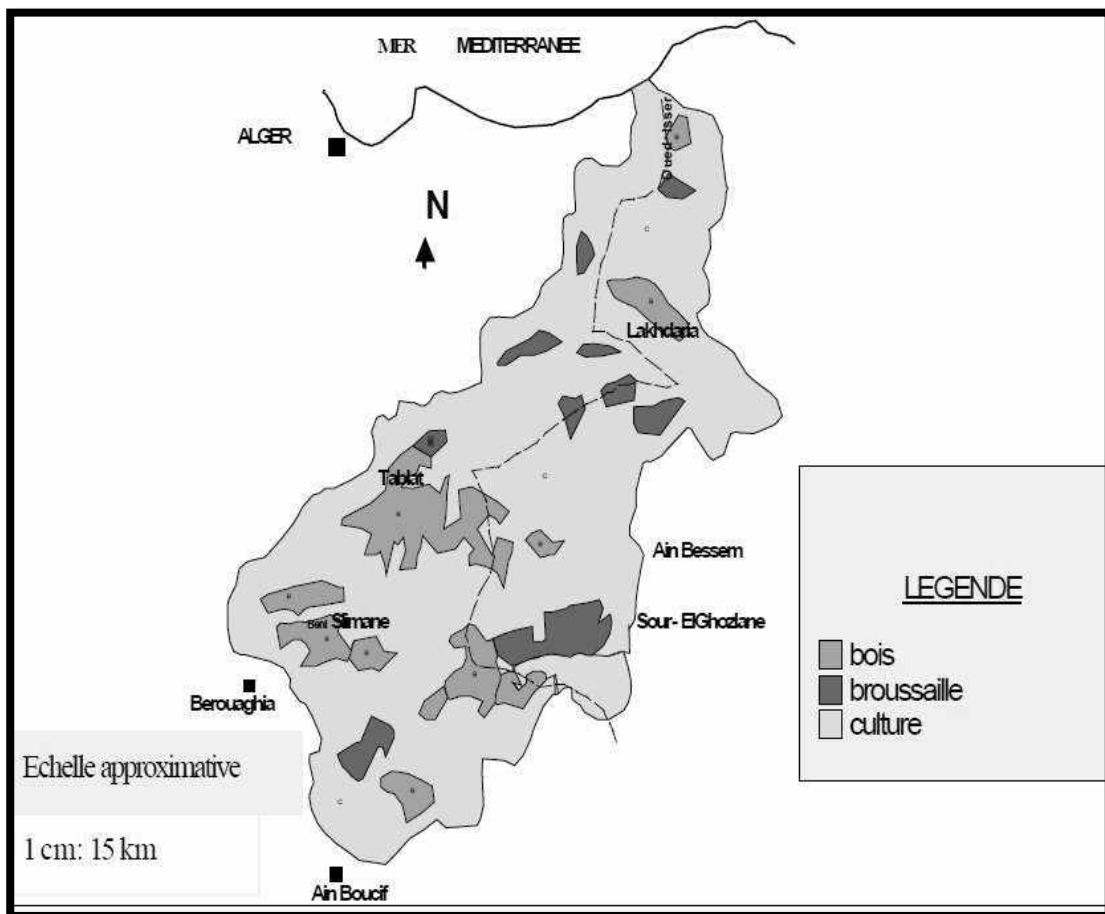 MER MEDITERRANEE
ALGER
Oued-Isser
N
C
B
Lakhdaria
Tablat
C
B
Ain Bessem
B
Beni Slimane
Sour- ElGhozlane
Berouaghia
C
Ain Boucif
Echelle approximative
1 cm: 15 km
LEGENDE
bois
broussaille
culture